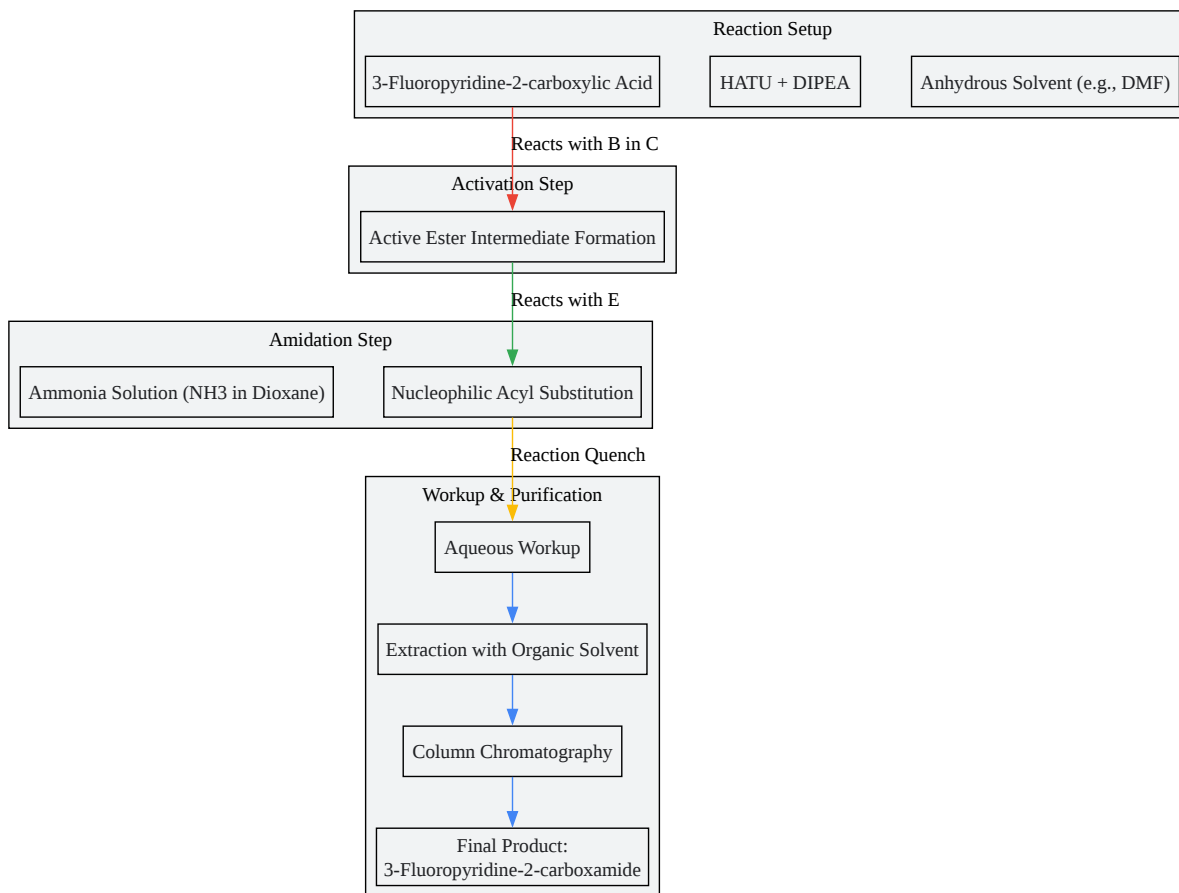 Reaction Setup
3-Fluoropyridine-2-carboxylic Acid
HATU + DIPEA
Anhydrous Solvent (e.g., DMF)
Reacts with B in C
Activation Step
Active Ester Intermediate Formation
Reacts with E
Amidation Step
Ammonia Solution (NH3 in Dioxane)
Nucleophilic Acyl Substitution
Reaction Quench
Workup & Purification
Aqueous Workup
Extraction with Organic Solvent
Column Chromatography
Final Product:
3-Fluoropyridine-2-carboxamide